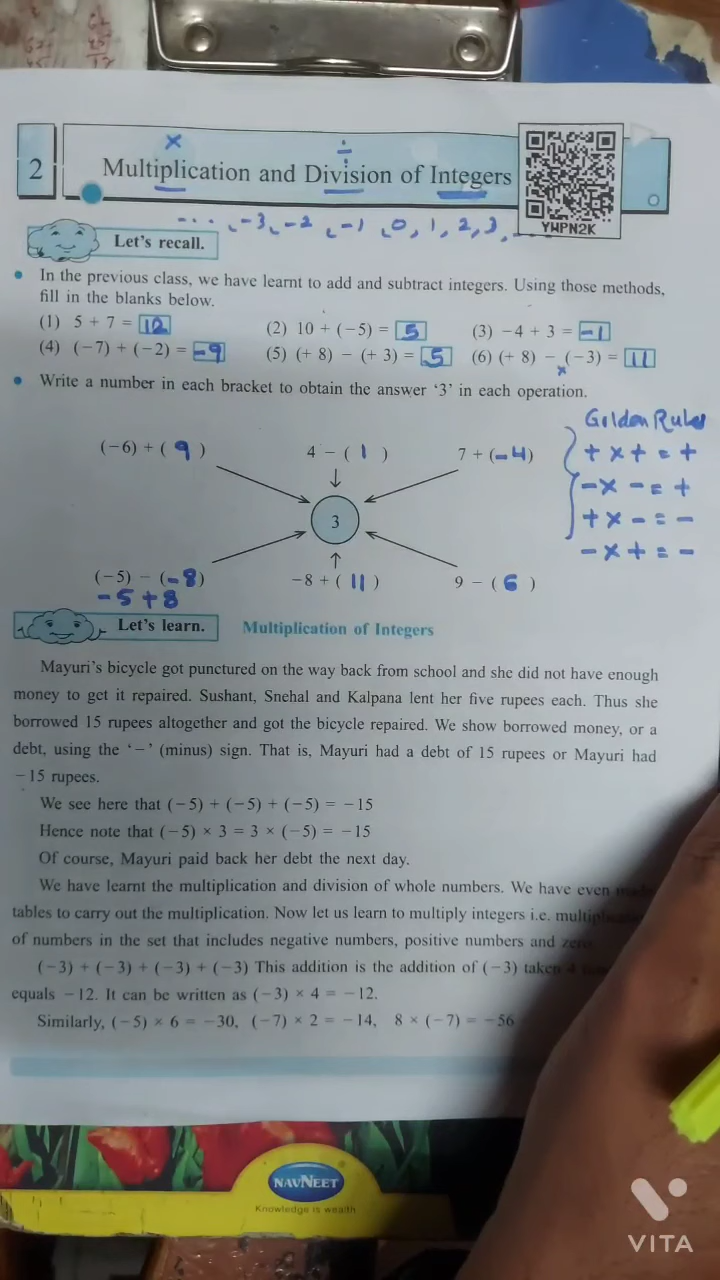 2
×
÷
Multiplication and Division of Integers
YWPN2K
... , -3, -2, -1, 0, 1, 2, 3, ...
Let's recall.
• In the previous class, we have learnt to add and subtract integers. Using those methods,
fill in the blanks below.
(1) 5 + 7 = 12 (2) 10 + (−5) = 5 (3) −4 + 3 = -1
(4) (−7) + (−2) = -9 (5) (+ 8) − (+ 3) = 5 (6) (+ 8) − (−3) = 11
×
• Write a number in each bracket to obtain the answer '3' in each operation.
Golden Rules
(−6) + ( 9 ) 4 − ( 1 ) 7 + (-4) + × + = +
- × - = +
3 + × - = -
- × + = -
(−5) − (-8) −8 + ( 11 ) 9 − ( 6 )
-5 + 8
Let's learn. Multiplication of Integers
Mayuri's bicycle got punctured on the way back from school and she did not have enough
money to get it repaired. Sushant, Snehal and Kalpana lent her five rupees each. Thus she
borrowed 15 rupees altogether and got the bicycle repaired. We show borrowed money, or a
debt, using the '−' (minus) sign. That is, Mayuri had a debt of 15 rupees or Mayuri had
−15 rupees.
We see here that (−5) + (−5) + (−5) = −15
Hence note that (−5) × 3 = 3 × (−5) = −15
Of course, Mayuri paid back her debt the next day.
We have learnt the multiplication and division of whole numbers. We have even
tables to carry out the multiplication. Now let us learn to multiply integers i.e.
of numbers in the set that includes negative numbers, positive numbers and zero
(−3) + (−3) + (−3) + (−3) This addition is the addition of (−3) taken
equals −12. It can be written as (−3) × 4 = −12.
Similarly, (−5) × 6 = −30, (−7) × 2 = −14, 8 × (−7) = −56
NAVNEET
Knowledge is wealth
VITA